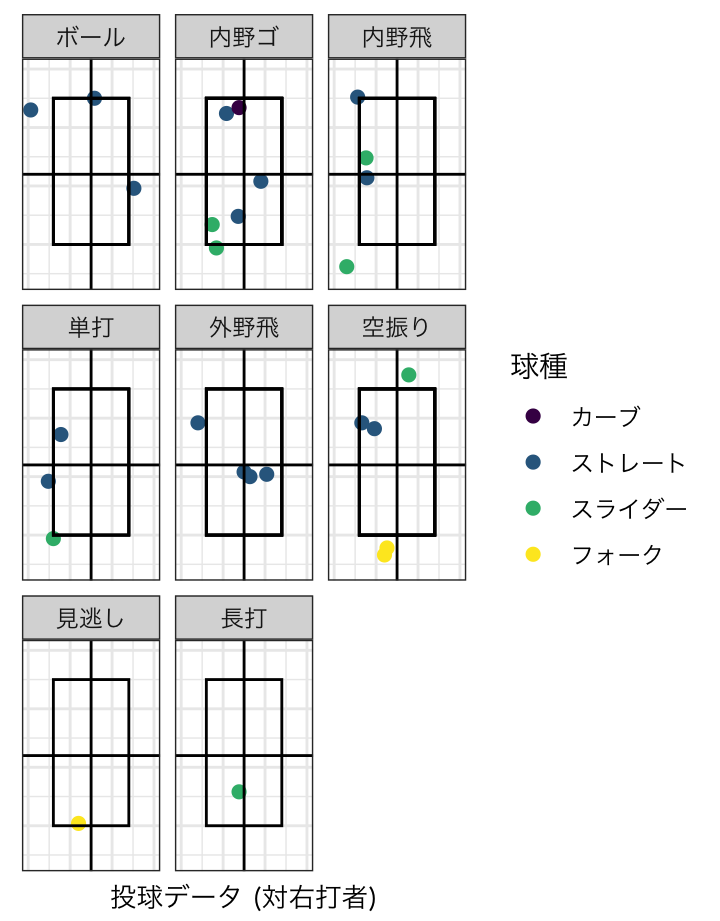 ボール
内野ゴ
内野飛
単打
外野飛
空振り
見逃し
長打
球種
カーブ
ストレート
スライダー
フォーク
投球データ (対右打者)